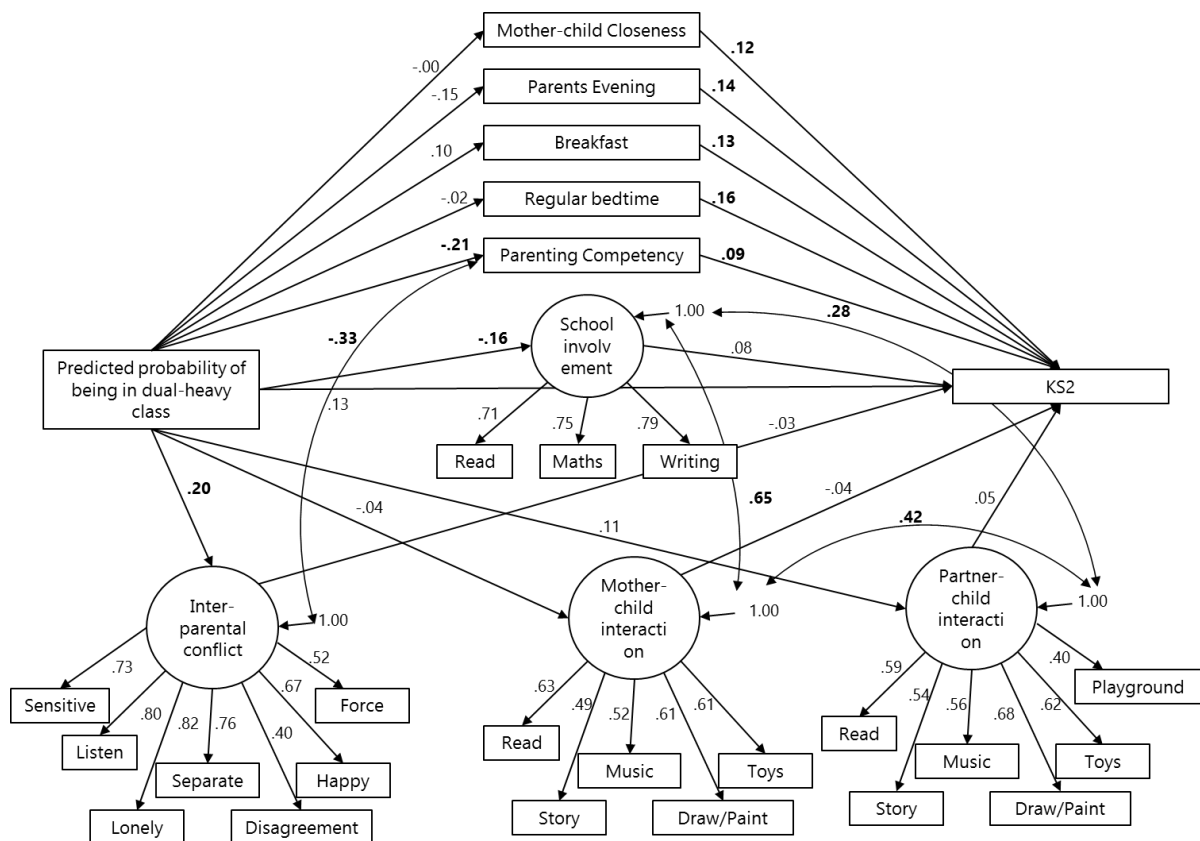 Mother-child Closeness
.12
-.00
-.15
Parents Evening
.14
.10
Breakfast
.13
-.02
Regular bedtime
.16
-.21
Parenting Competency
.09
1.00
.28
School
involv
ement
-.33
-.16
.08
Predicted probability of
being in dual-heavy
class
KS2
.13
.71
.75
.79
-.03
Read
Maths
Writing
.20
-.04
.65
-.04
.05
.11
.42
Inter-
parental
conflict
1.00
Mother-
child
interacti
on
1.00
Partner-
child
interacti
on
1.00
.73
.80
.82
.76
.40
.67
.52
Sensitive
Force
Listen
Separate
Happy
Lonely
Disagreement
.63
.49
.52
.61
.61
Read
Music
Toys
Story
Draw/Paint
.59
.54
.56
.68
.62
.40
Playground
Read
Music
Toys
Story
Draw/Paint